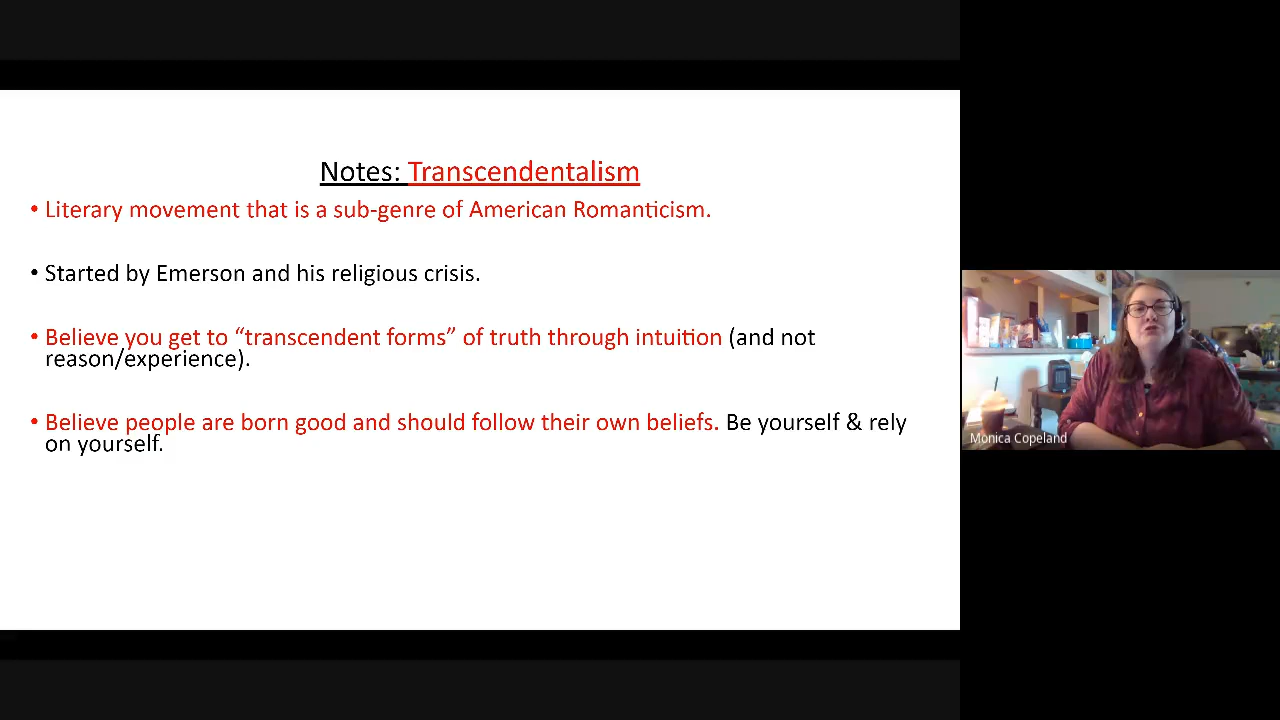 Notes: Transcendentalism
• Literary movement that is a sub-genre of American Romanticism.
• Started by Emerson and his religious crisis.
• Believe you get to “transcendent forms” of truth through intuition (and not
reason/experience).
• Believe people are born good and should follow their own beliefs. Be yourself & rely
on yourself.
Monica Copeland